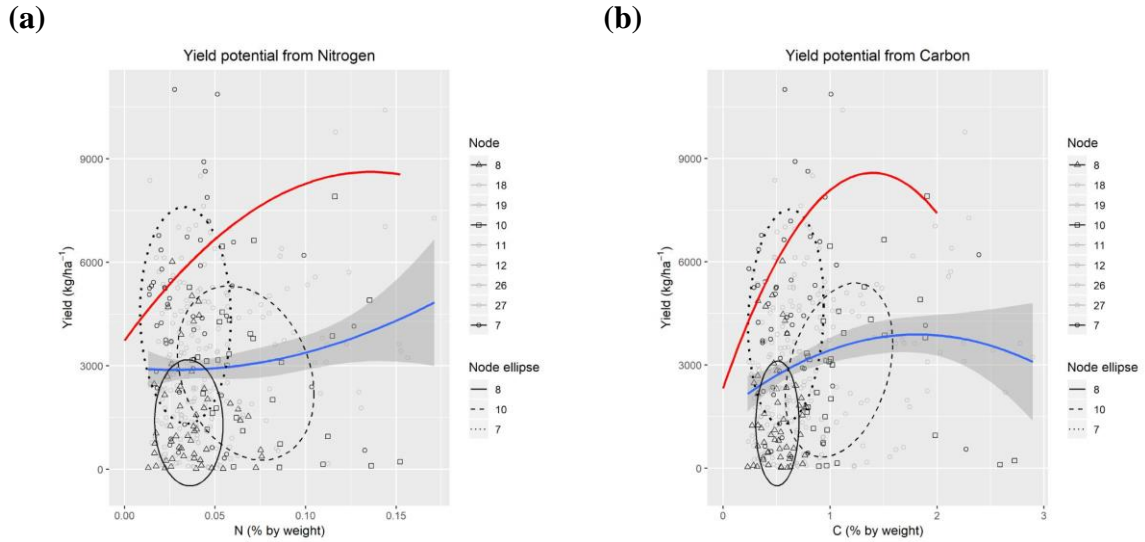 (a)
Yield potential from Nitrogen
9000
6000
3000
0
Yield (kg/ha⁻¹)
0.00 0.05 0.10 0.15
N (% by weight)
Node
8
18
19
10
11
12
26
27
7
Node ellipse
8
10
7
(b)
Yield potential from Carbon
9000
6000
3000
0
Yield (kg/ha⁻¹)
0 1 2 3
C (% by weight)
Node
8
18
19
10
11
12
26
27
7
Node ellipse
8
10
7